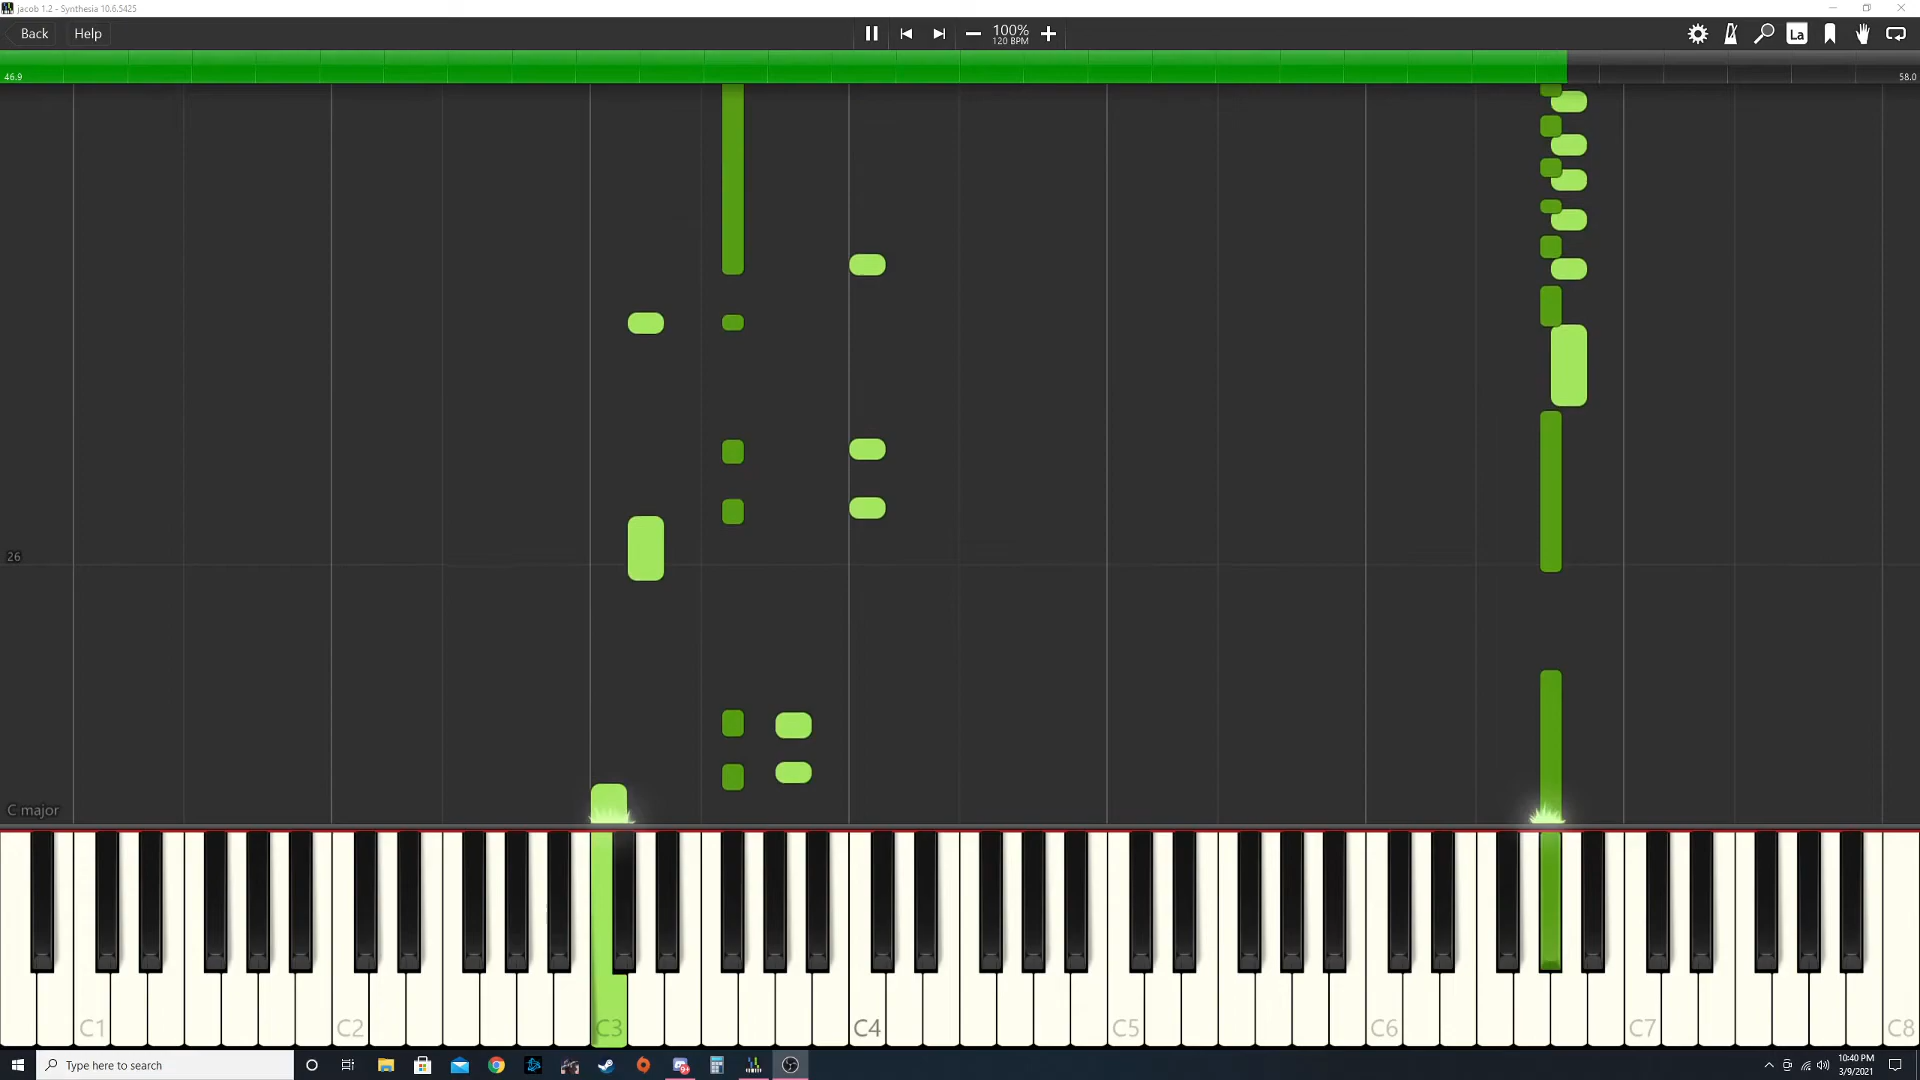 jacob 1.2 - Synthesia 10.6.5425
Back Help 100% La
120 BPM
46.9 58.0
26
C major
C1 C2 C3 C4 C5 C6 C7 C8
Type here to search
10:40 PM
3/9/2021